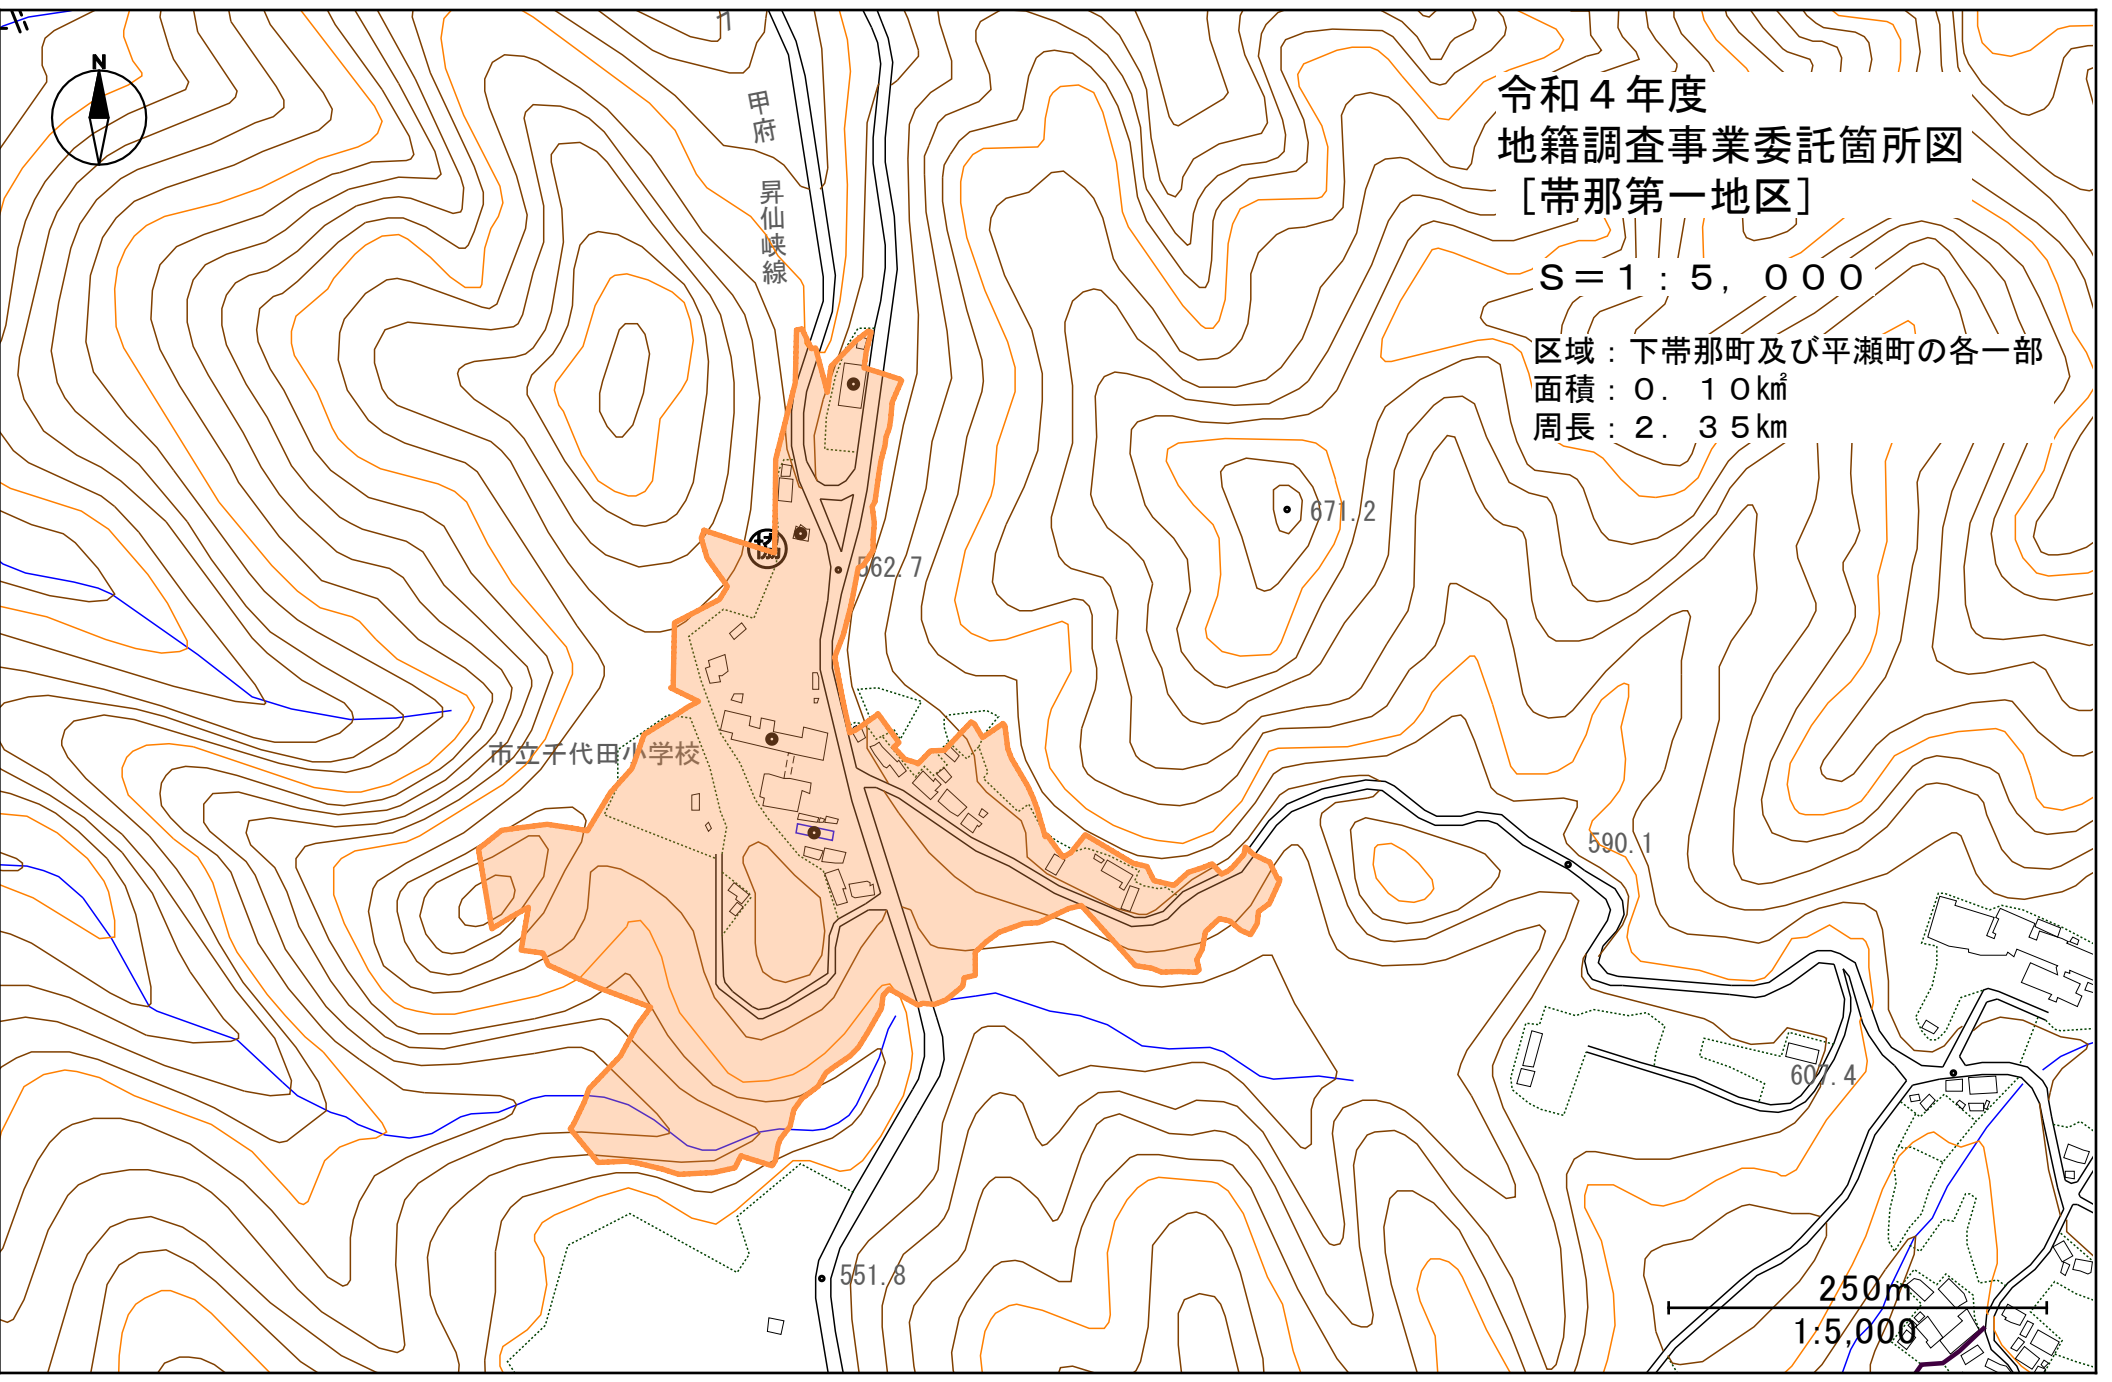 N
令和４年度
地籍調査事業委託箇所図
［帯那第一地区］
Ｓ＝１：５，０００
区域：下帯那町及び平瀬町の各一部
面積：０．１０㎢
周長：２．３５㎞
甲府
昇仙峡線
671.2
562.7
市立千代田小学校
590.1
607.4
551.8
250m
1:5,000